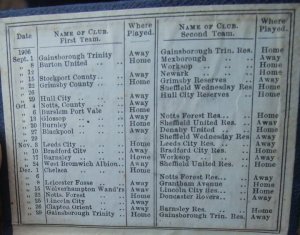 Date NAME OF CLUB. First Team. Where Played. NAME OF CLUB. Second Team. Where Played.
1906
Sept. 1 Gainsborough Trinity Away Gainsborough Trin. Res. Home
8 Burton United Home Mexborough Away
Away Worksop Home
Home Newark Home
15 Stockport County Away Grimsby Reserves Away
22 Grimsby County Home Sheffield Wednesday Res Home
29 Hull City Away Hull City Reserves Home
Oct. 4 Notts. County Away
6 Burslem Port Vale Home Notts Forest Res Home
13 Glossop Away Sheffield United Res. Away
20 Burnley Home Denaby United Home
27 Blackpool Away Sheffield Wednesday Res Away
Nov. 3 Leeds City Home Leeds City Res. Away
10 Bradford City Home Bradford City Res. Home
17 Barnsley Home Worksop Away
24 West Bromwich Albion Away Sheffield United Res. Home
Dec. 1 Chelsea Home
8 Leicester Fosse Away Notts Forest Res. Away
15 Wolverhampton Wand'rs Away Grantham Avenue Home
22 Notts. Forest Home Lincoln City Res. Home
25 Lincoln City Away Doncaster Rovers Away
26 Clapton Orient Away Barnsley Res. Home
29 Gainsborough Trinity Home Gainsborough Trin. Res. Away